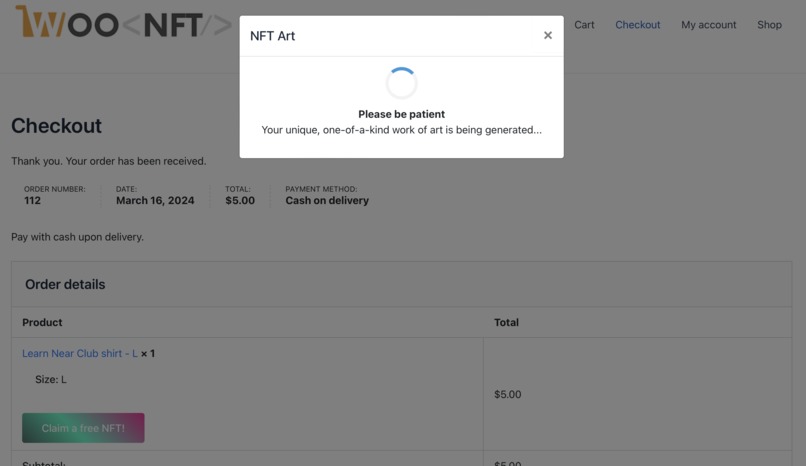 WOO<NFT/>
Cart Checkout My account Shop
NFT Art ×
Please be patient
Your unique, one-of-a-kind work of art is being generated...
Checkout
Thank you. Your order has been received.
ORDER NUMBER: DATE: TOTAL: PAYMENT METHOD:
112 March 16, 2024 $5.00 Cash on delivery
Pay with cash upon delivery.
Order details
Product Total
Learn Near Club shirt - L × 1
Size: L
$5.00
Claim a free NFT!
Subtotal: $5.00